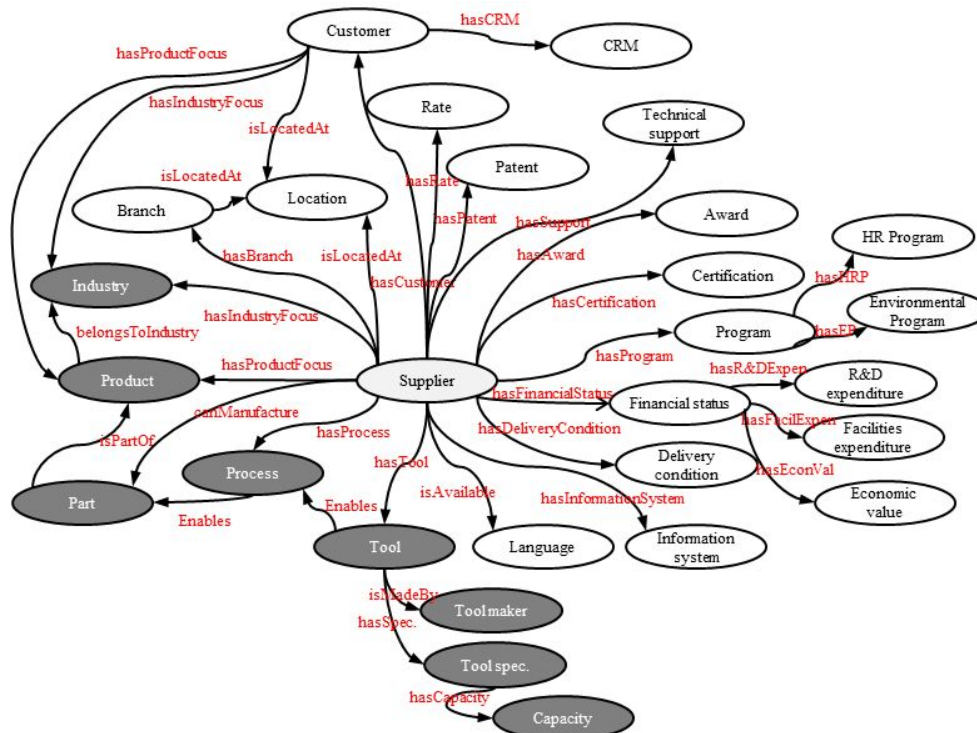 hasCRM
Customer
CRM
hasProductFocus
hasIndustryFocus
Rate
Technical
support
isLocatedAt
Patent
isLocatedAt
Branch
Location
hasRate
hasPatent
hasSupport
Award
HR Program
hasBranch
isLocatedAt
hasAward
hasCustomer
Certification
hasHRP
Industry
hasCertification
Environmental
Program
hasIndustryFocus
Program
hasEP
belongsToIndustry
hasProgram
hasProductFocus
hasR&DExpen
Product
Supplier
hasFinancialStatus
Financial status
R&D
expenditure
canManufacture
hasFacilExpen
isPartOf
hasProcess
hasDeliveryCondition
Facilities
expenditure
hasTool
Delivery
condition
hasEconVal
Process
isAvailable
hasInformationSystem
Part
Enables
Enables
Economic
value
Tool
Language
Information
system
isMadeBy
Tool maker
hasSpec.
Tool spec.
hasCapacity
Capacity